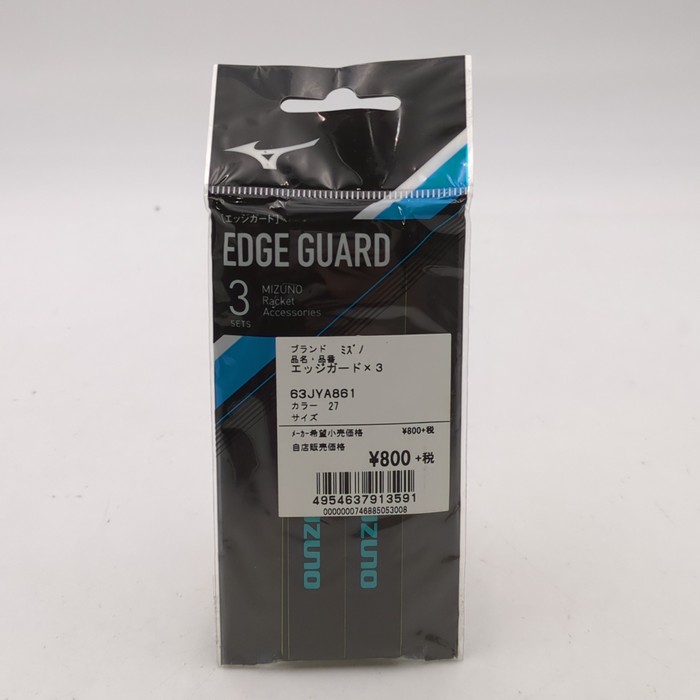 [エッジガード]
EDGE GUARD
3
SETS
MIZUNO
Racket
Accessories
ブランド ミズノ
品名・品番
エッジガード×3
63JYA861
カラー 27
サイズ
メーカー希望小売価格 ¥800+税
自店販売価格
¥800+税
4954637913591
0000000746885053008